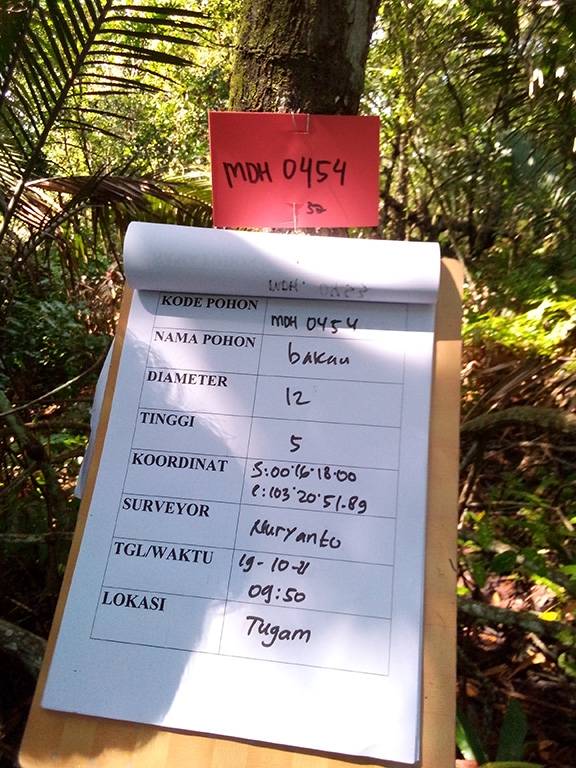 MDH 0454
32
KODE POHON MDH 0454
NAMA POHON bakau
DIAMETER 12
TINGGI 5
KOORDINAT S:00°16'18.00
E:103°20'51.89
SURVEYOR Nuryanto
TGL/WAKTU 19-10-21
09:50
LOKASI Tugam